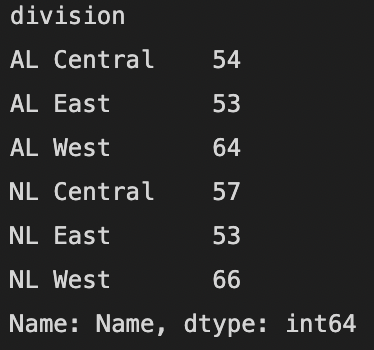 division
AL Central    54
AL East       53
AL West       64
NL Central    57
NL East       53
NL West       66
Name: Name, dtype: int64